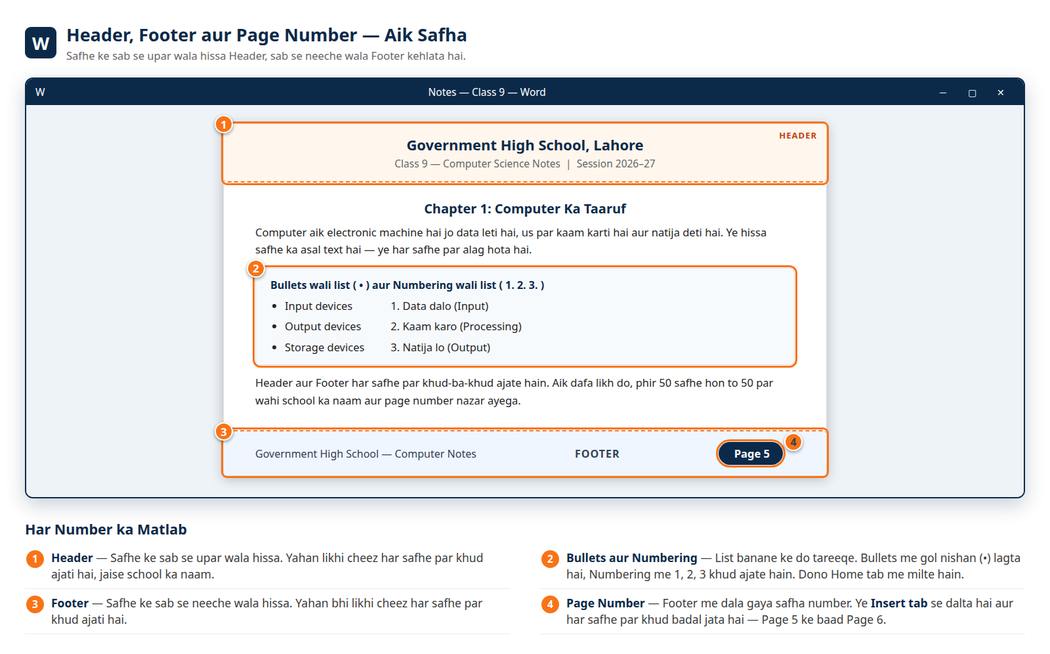 W
Header, Footer aur Page Number — Aik Safha
Safhe ke sab se upar wala hissa Header, sab se neeche wala Footer kehlata hai.
W
Notes — Class 9 — Word
1
HEADER
Government High School, Lahore
Class 9 — Computer Science Notes | Session 2026–27
Chapter 1: Computer Ka Taaruf
Computer aik electronic machine hai jo data leti hai, us par kaam karti hai aur natija deti hai. Ye hissa
safhe ka asal text hai — ye har safhe par alag hota hai.
2
Bullets wali list ( • ) aur Numbering wali list ( 1. 2. 3. )
• Input devices 1. Data dalo (Input)
• Output devices 2. Kaam karo (Processing)
• Storage devices 3. Natija lo (Output)
Header aur Footer har safhe par khud-ba-khud ajate hain. Aik dafa likh do, phir 50 safhe hon to 50 par
wahi school ka naam aur page number nazar ayega.
3
Government High School — Computer Notes FOOTER Page 5 4
Har Number ka Matlab
1 Header — Safhe ke sab se upar wala hissa. Yahan likhi cheez har safhe par khud
ajati hai, jaise school ka naam.
2 Bullets aur Numbering — List banane ke do tareeqe. Bullets me gol nishan (•) lagta
hai, Numbering me 1, 2, 3 khud ajate hain. Dono Home tab me milte hain.
3 Footer — Safhe ke sab se neeche wala hissa. Yahan bhi likhi cheez har safhe par
khud ajati hai.
4 Page Number — Footer me dala gaya safha number. Ye Insert tab se dalta hai aur
har safhe par khud badal jata hai — Page 5 ke baad Page 6.